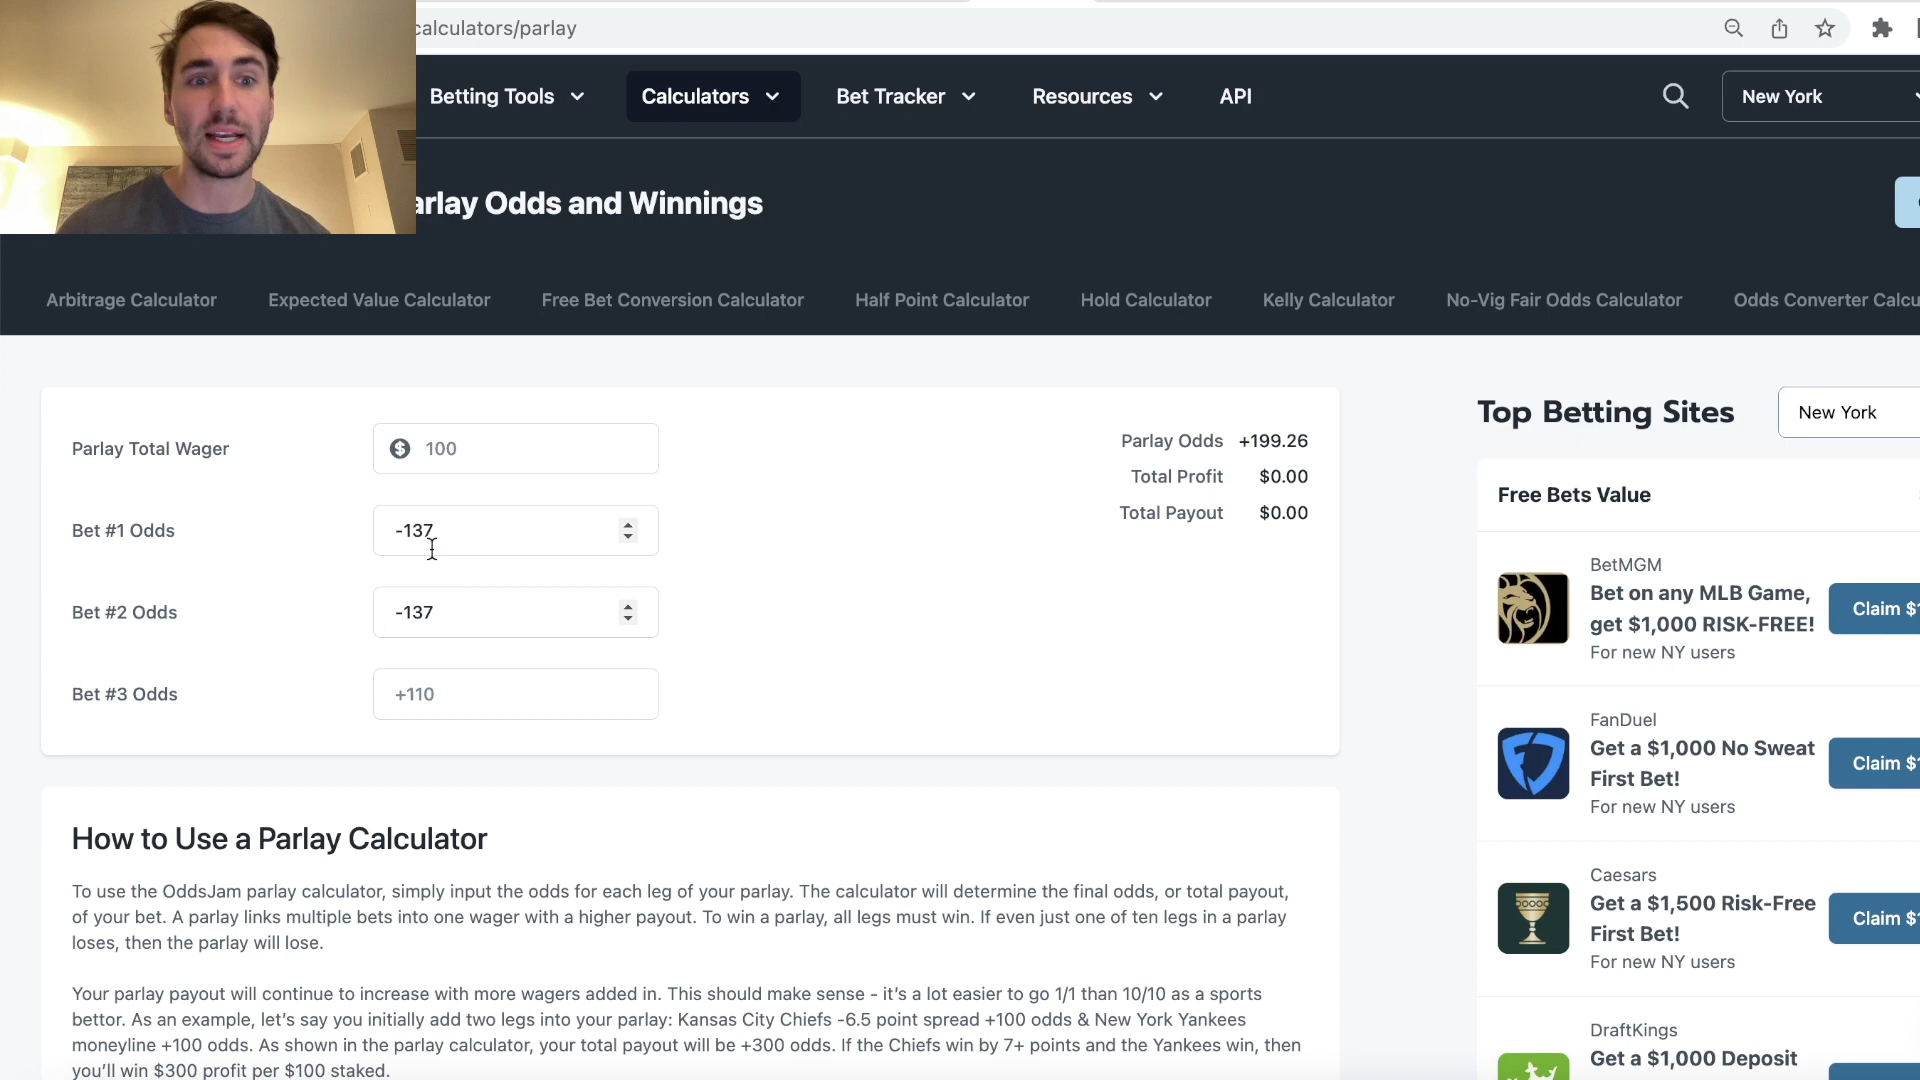 calculators/parlay
Betting Tools
Calculators
Bet Tracker
Resources
API
New York
arlay Odds and Winnings
Arbitrage Calculator
Expected Value Calculator
Free Bet Conversion Calculator
Half Point Calculator
Hold Calculator
Kelly Calculator
No-Vig Fair Odds Calculator
Odds Converter Calcu
Parlay Total Wager
100
Bet #1 Odds
-137
Bet #2 Odds
-137
Bet #3 Odds
+110
Parlay Odds +199.26
Total Profit $0.00
Total Payout $0.00
How to Use a Parlay Calculator
To use the OddsJam parlay calculator, simply input the odds for each leg of your parlay. The calculator will determine the final odds, or total payout,
of your bet. A parlay links multiple bets into one wager with a higher payout. To win a parlay, all legs must win. If even just one of ten legs in a parlay
loses, then the parlay will lose.
Your parlay payout will continue to increase with more wagers added in. This should make sense - it's a lot easier to go 1/1 than 10/10 as a sports
bettor. As an example, let's say you initially add two legs into your parlay: Kansas City Chiefs -6.5 point spread +100 odds & New York Yankees
moneyline +100 odds. As shown in the parlay calculator, your total payout will be +300 odds. If the Chiefs win by 7+ points and the Yankees win, then
you'll win $300 profit per $100 staked.
Top Betting Sites
New York
Free Bets Value
BetMGM
Bet on any MLB Game,
get $1,000 RISK-FREE!
For new NY users
Claim $1
FanDuel
Get a $1,000 No Sweat
First Bet!
For new NY users
Claim $1
Caesars
Get a $1,500 Risk-Free
First Bet!
For new NY users
Claim $1
DraftKings
Get a $1,000 Deposit